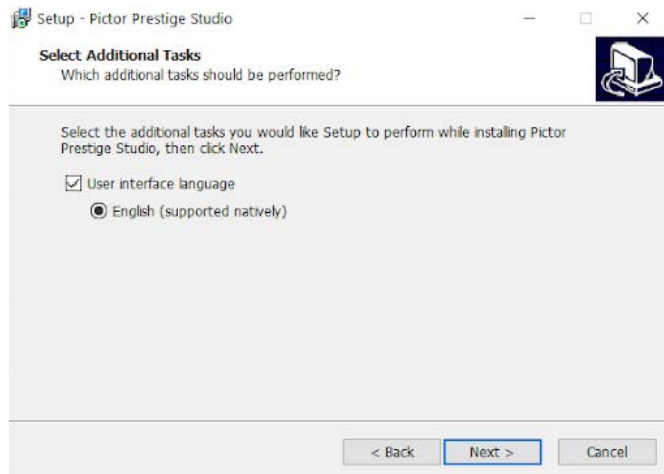 Setup - Pictor Prestige Studio
Select Additional Tasks
Which additional tasks should be performed?
Select the additional tasks you would like Setup to perform while installing Pictor
Prestige Studio, then click Next.
User interface language
English (supported natively)
< Back
Next >
Cancel